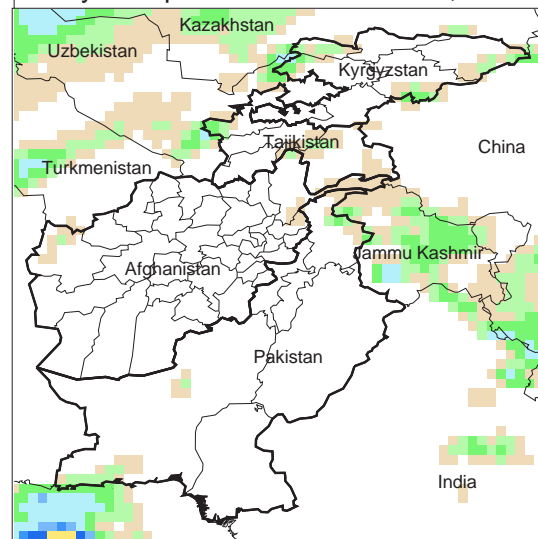 Kazakhstan
Uzbekistan
Kyrgyzstan
Tajikistan
China
Turkmenistan
Jammu Kashmir
Afghanistan
Pakistan
India